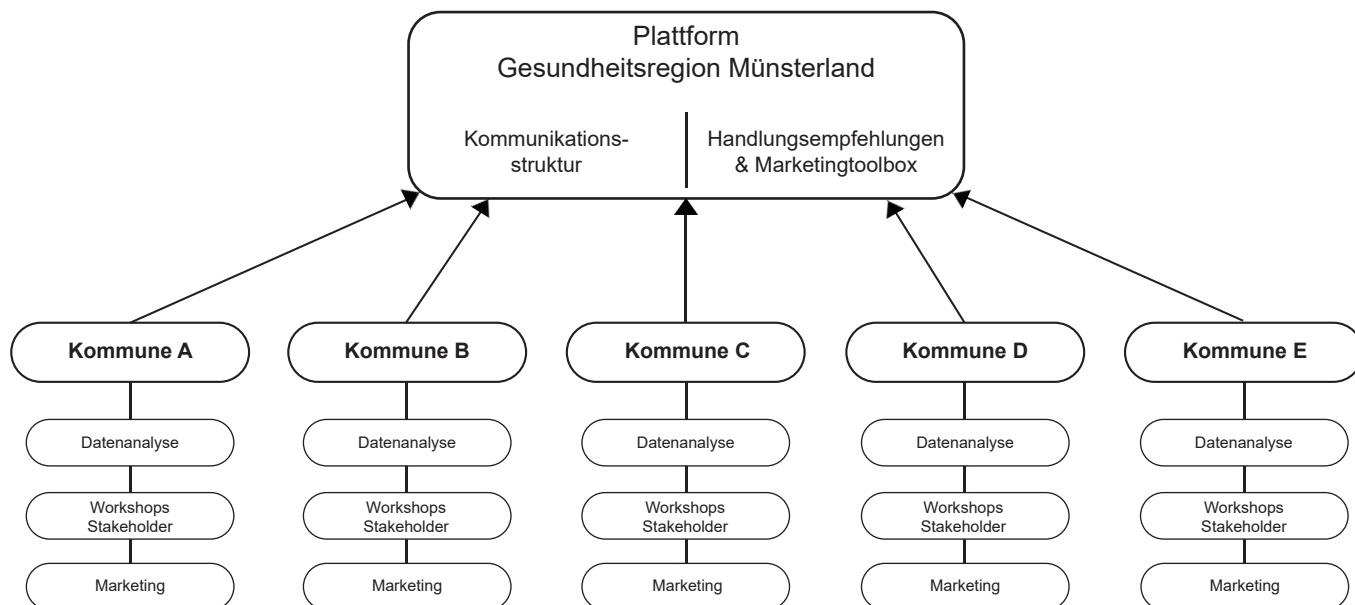 Plattform
Gesundheitsregion Münsterland
Kommunikations-
struktur
Handlungsempfehlungen
& Marketingtoolbox
Kommune A
Kommune B
Kommune C
Kommune D
Kommune E
Datenanalyse
Datenanalyse
Datenanalyse
Datenanalyse
Datenanalyse
Workshops
Stakeholder
Workshops
Stakeholder
Workshops
Stakeholder
Workshops
Stakeholder
Workshops
Stakeholder
Marketing
Marketing
Marketing
Marketing
Marketing